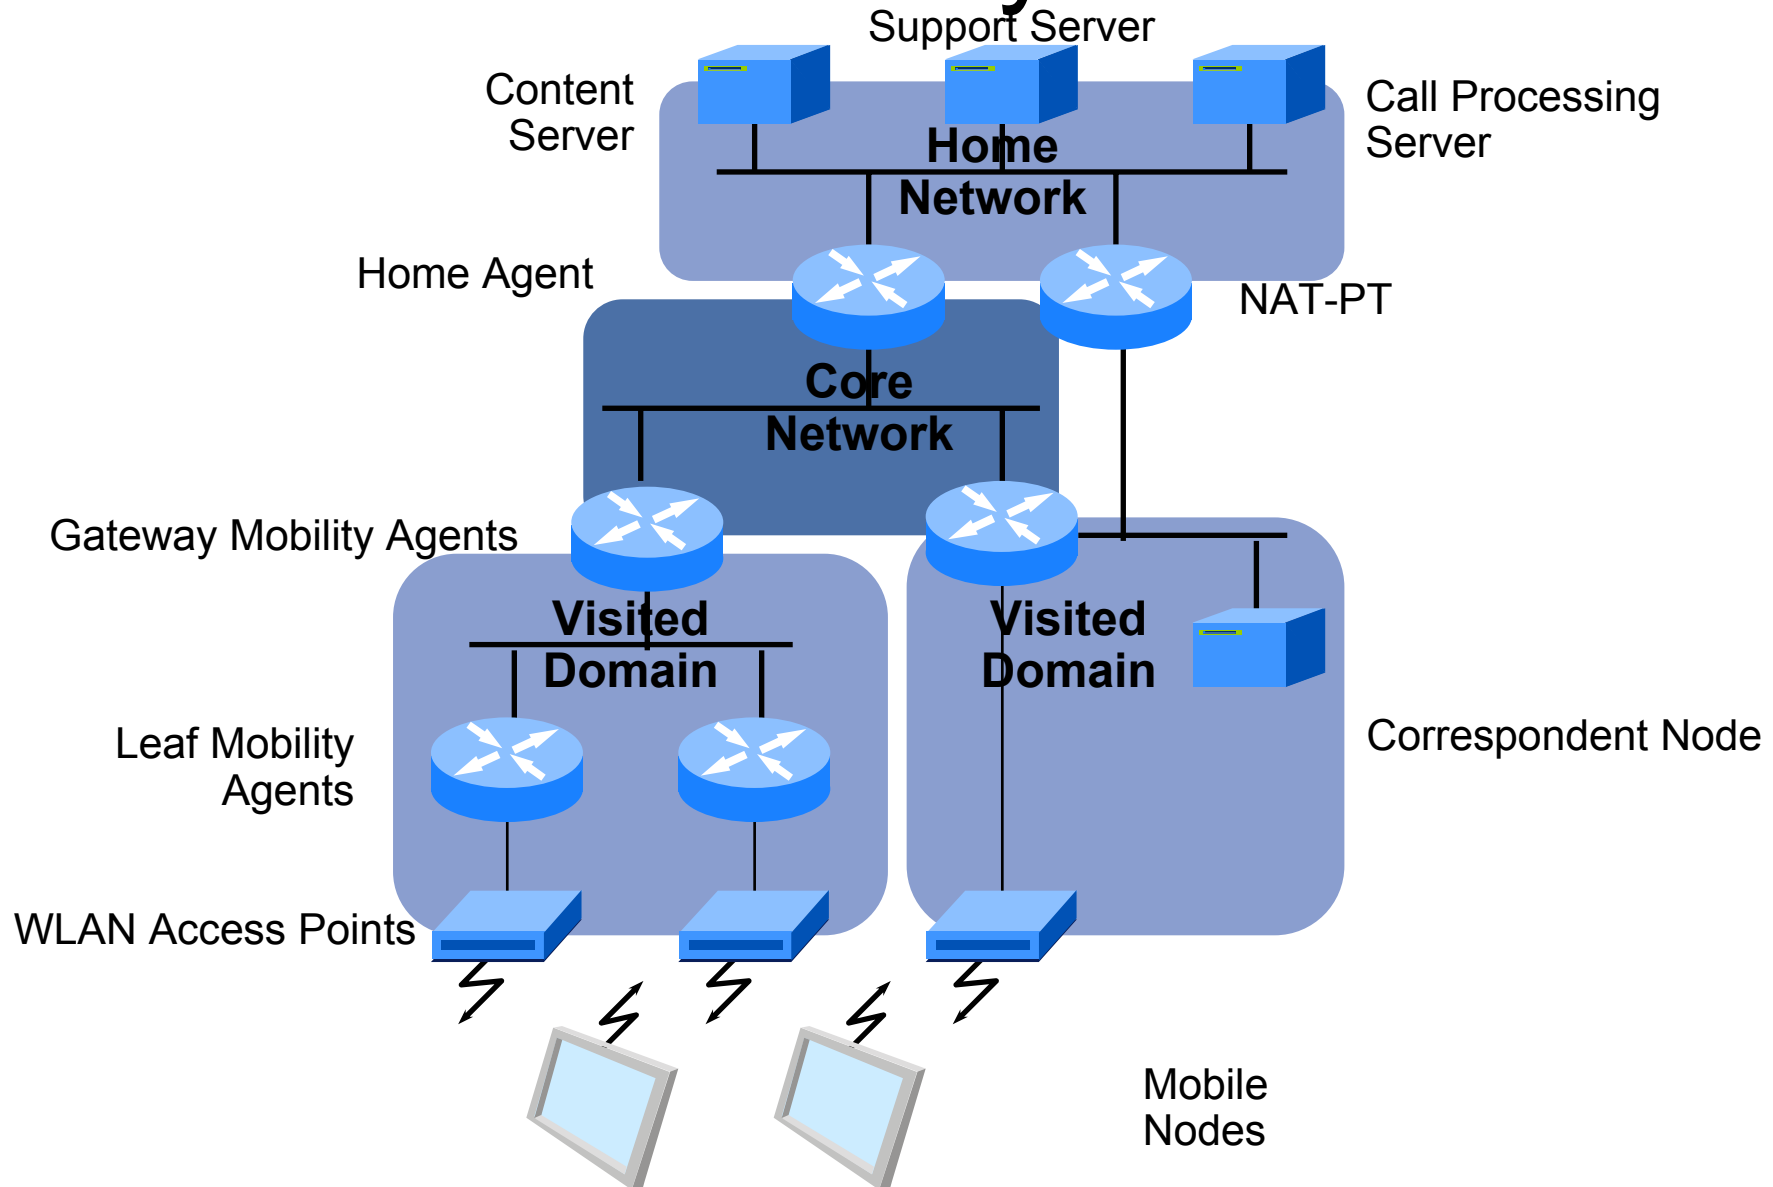 Support Server
Content
Server
Call Processing
Server
Home
Network
Home Agent
NAT-PT
Core
Network
Gateway Mobility Agents
Visited
Domain
Visited
Domain
Leaf Mobility
Agents
Correspondent Node
WLAN Access Points
Mobile
Nodes